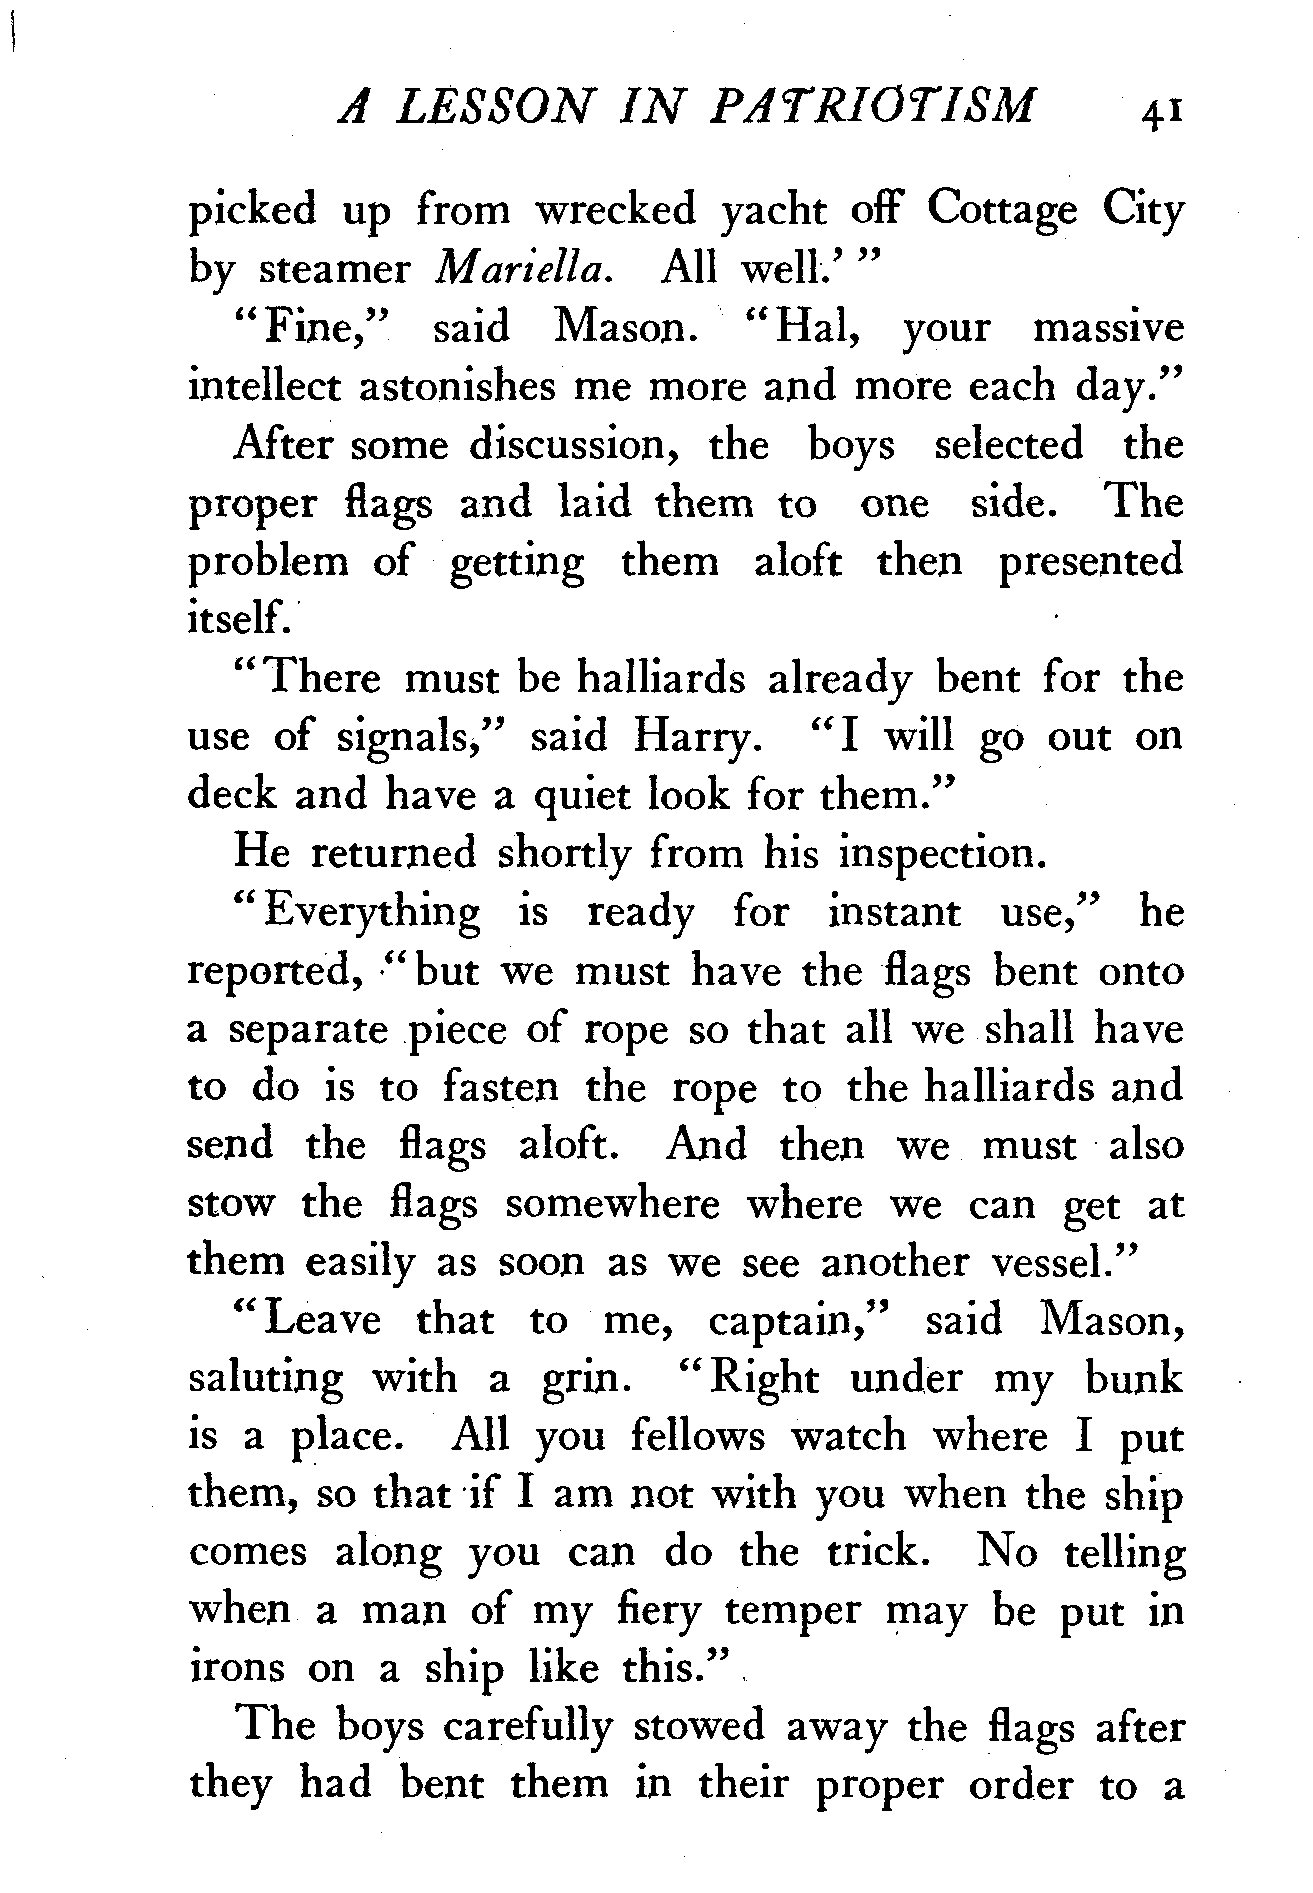 A LESSON IN PATRIOTISM 41
picked up from wrecked yacht off Cottage City
by steamer Mariella. All well.' "
"Fine," said Mason. "Hal, your massive
intellect astonishes me more and more each day."
After some discussion, the boys selected the
proper flags and laid them to one side. The
problem of getting them aloft then presented
itself.
"There must be halliards already bent for the
use of signals," said Harry. "I will go out on
deck and have a quiet look for them."
He returned shortly from his inspection.
"Everything is ready for instant use," he
reported, "but we must have the flags bent onto
a separate piece of rope so that all we shall have
to do is to fasten the rope to the halliards and
send the flags aloft. And then we must also
stow the flags somewhere where we can get at
them easily as soon as we see another vessel."
"Leave that to me, captain," said Mason,
saluting with a grin. "Right under my bunk
is a place. All you fellows watch where I put
them, so that if I am not with you when the ship
comes along you can do the trick. No telling
when a man of my fiery temper may be put in
irons on a ship like this."
The boys carefully stowed away the flags after
they had bent them in their proper order to a